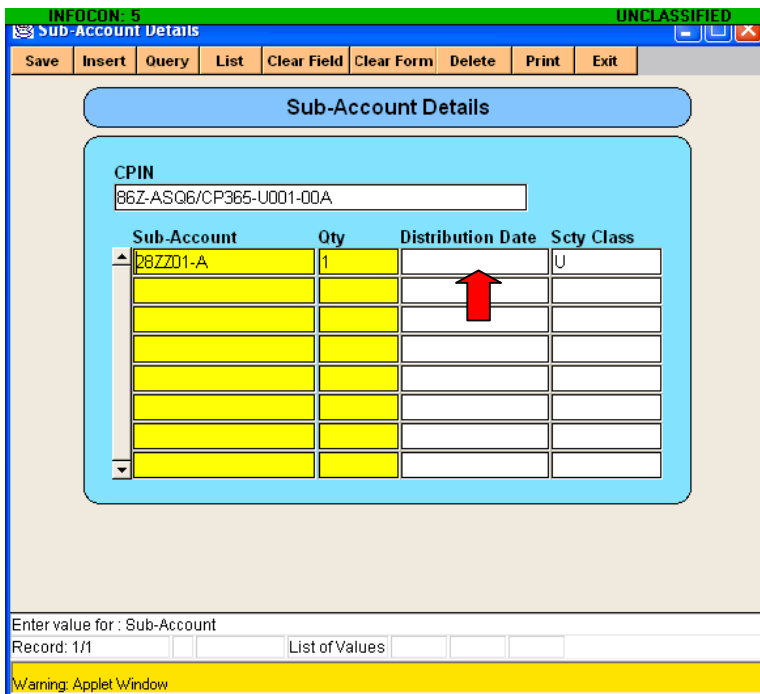 INFOCON: 5 UNCLASSIFIED
Sub-Account Details
Save Insert Query List Clear Field Clear Form Delete Print Exit
Sub-Account Details
CPIN
86Z-ASQ6/CP365-U001-00A
Sub-Account Qty Distribution Date Scty Class
28ZZ01-A 1 U
Enter value for : Sub-Account
Record: 1/1 List of Values
Warning: Applet Window